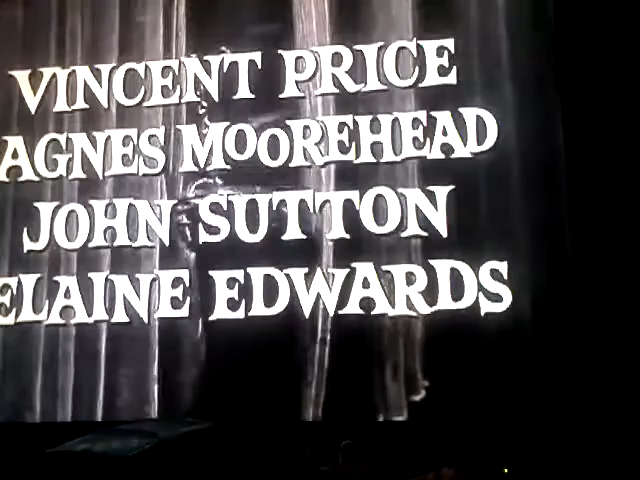 VINCENT PRICE
AGNES MOOREHEAD
JOHN SUTTON
ELAINE EDWARDS